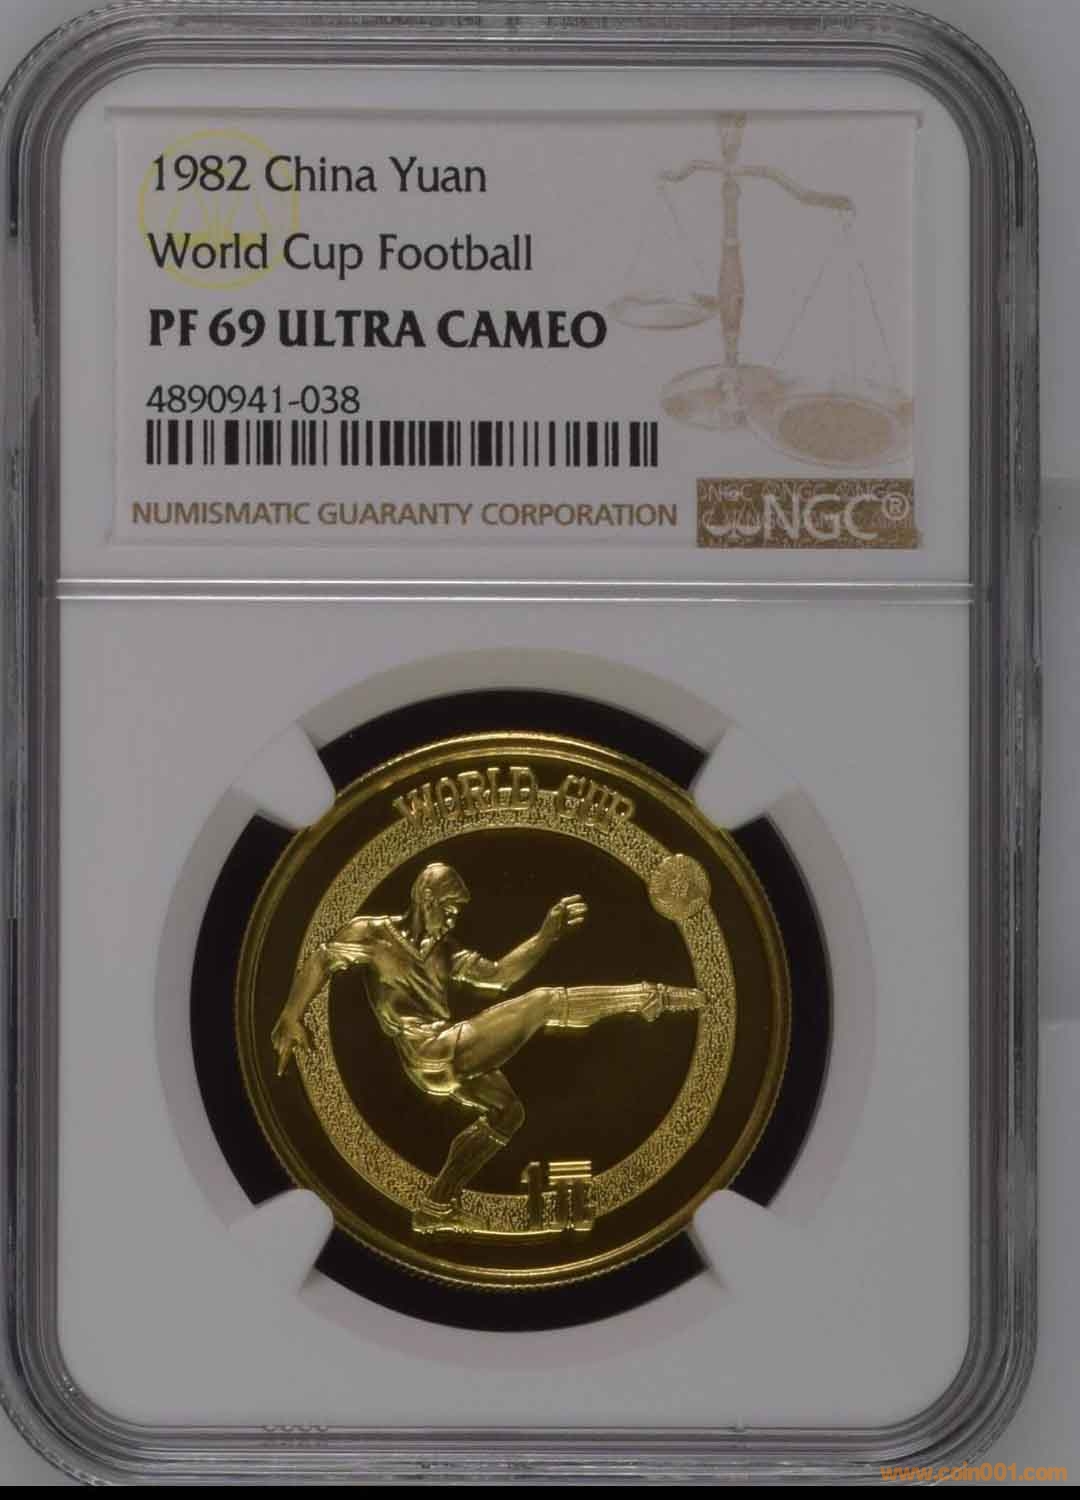 1982 China Yuan
World Cup Football
PF 69 ULTRA CAMEO
4890941-038
NUMISMATIC GUARANTY CORPORATION
NGC®
WORLD CUP
1元
www.coin001.com